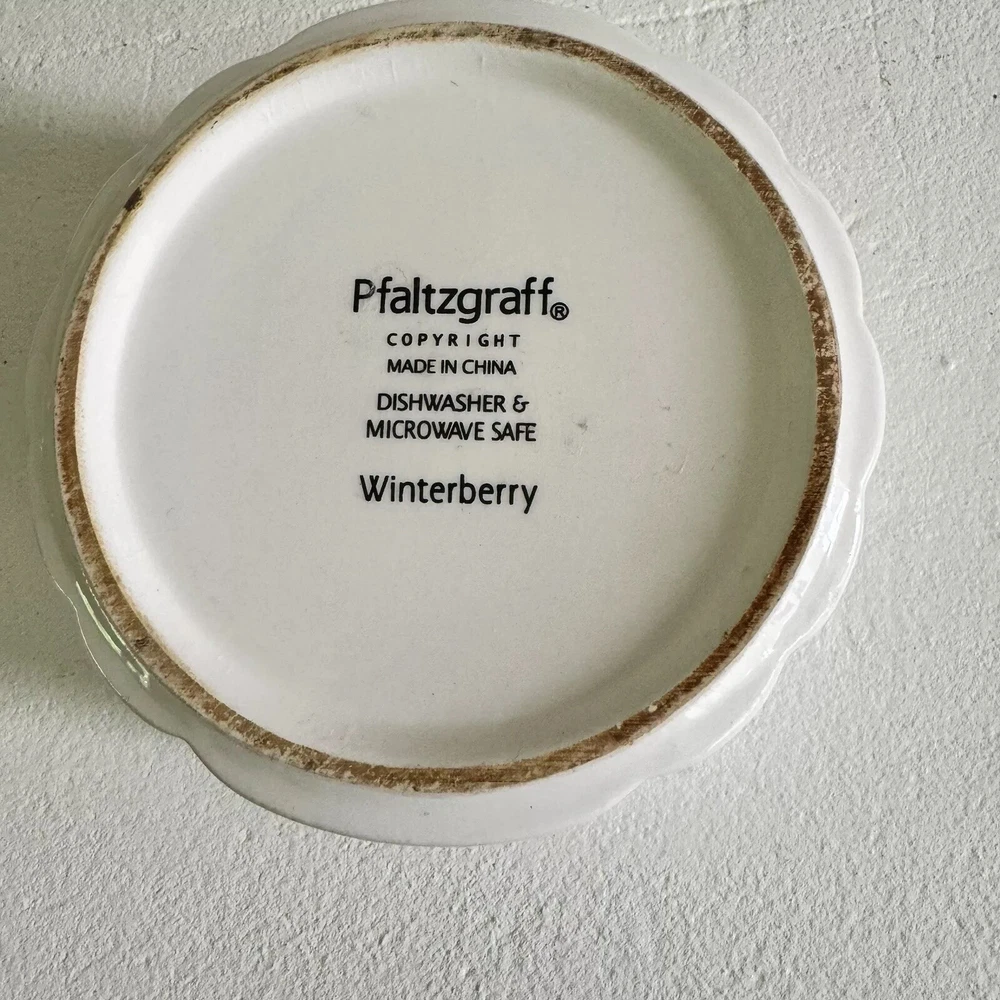 Pfaltzgraff®
COPYRIGHT
MADE IN CHINA
DISHWASHER &
MICROWAVE SAFE
Winterberry